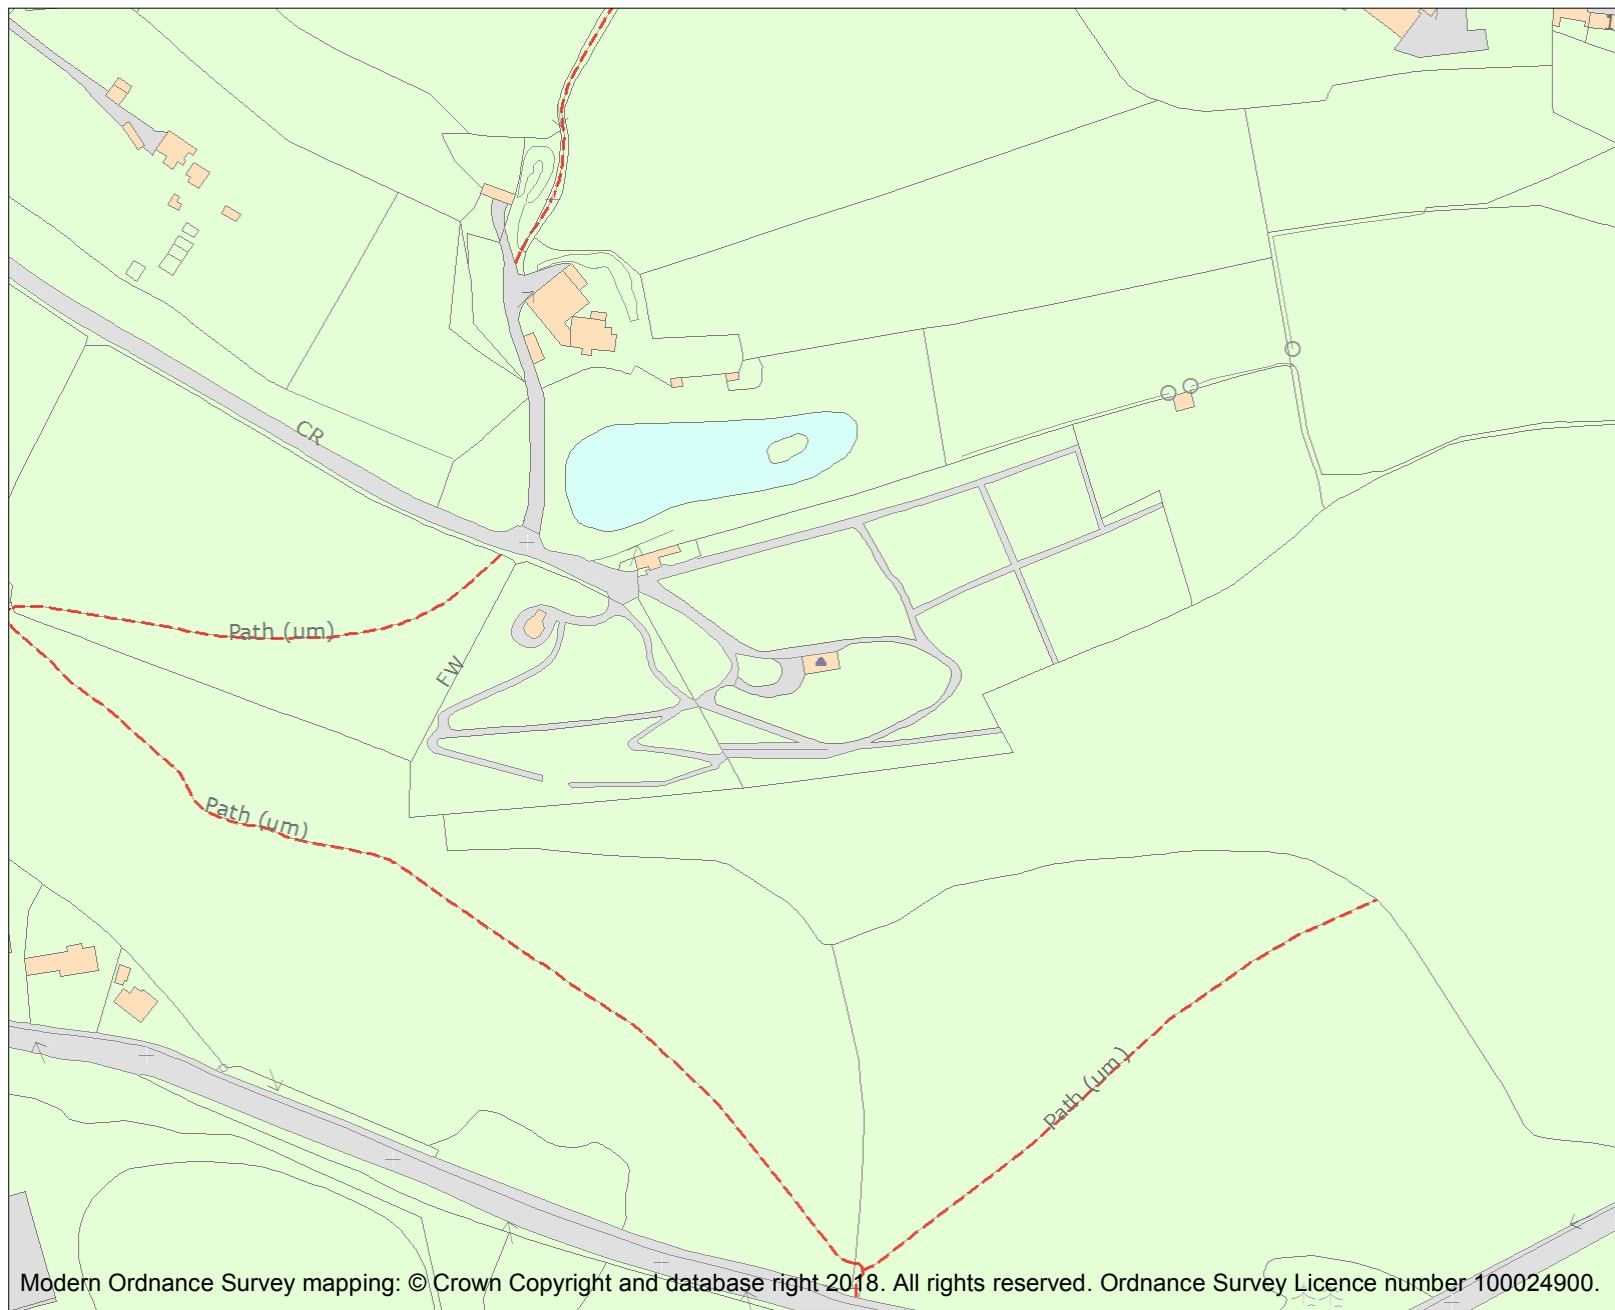 CR
Path (um)
FW
Path (um)
Path (um)
Modern Ordnance Survey mapping: © Crown Copyright and database right 2018. All rights reserved. Ordnance Survey Licence number 100024900.